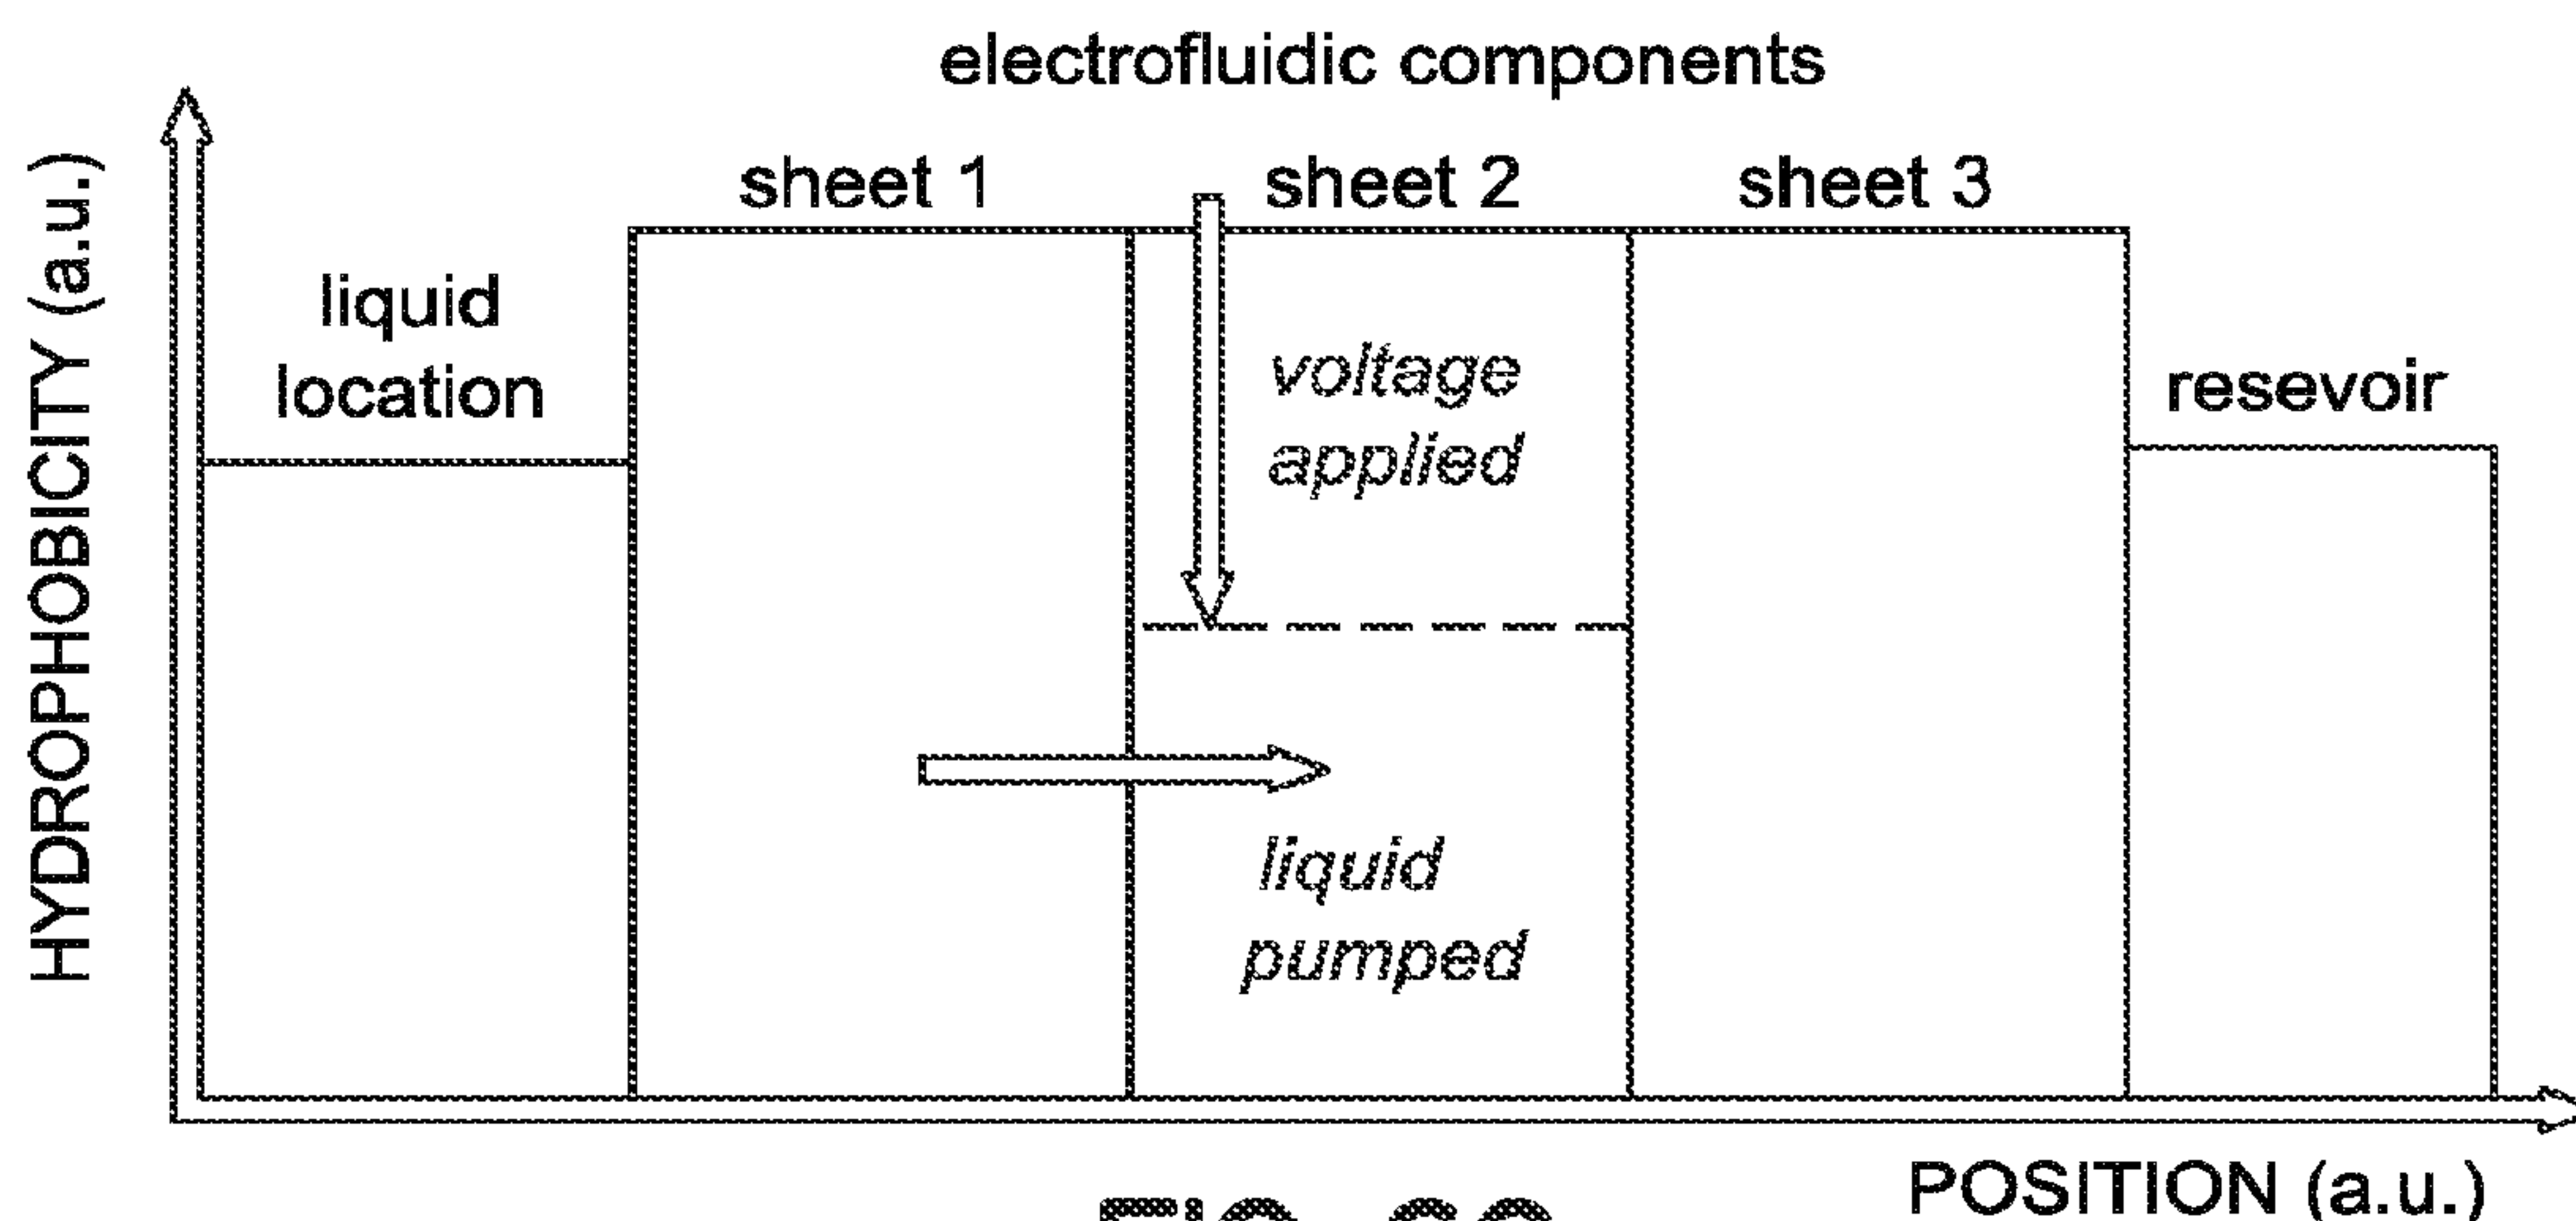 electrofluidic components
sheet 1
sheet 2
sheet 3
HYDROPHOBICITY (a.u.)
liquid
location
voltage
applied
resevoir
liquid
pumped
POSITION (a.u.)